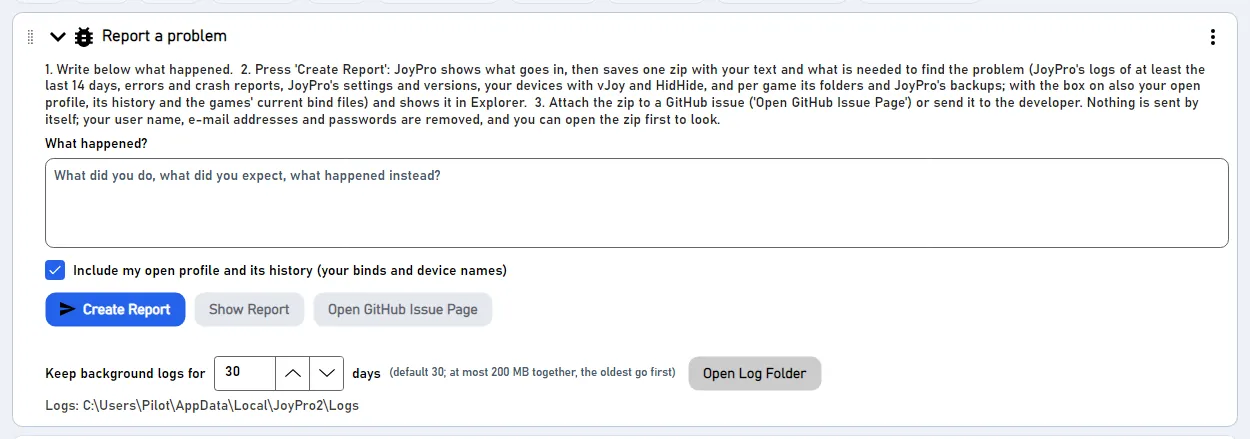 Report a problem
1. Write below what happened.  2. Press 'Create Report': JoyPro shows what goes in, then saves one zip with your text and what is needed to find the problem (JoyPro's logs of at least the
last 14 days, errors and crash reports, JoyPro's settings and versions, your devices with vJoy and HidHide, and per game its folders and JoyPro's backups; with the box on also your open
profile, its history and the games' current bind files) and shows it in Explorer.  3. Attach the zip to a GitHub issue ('Open GitHub Issue Page') or send it to the developer. Nothing is sent by
itself; your user name, e-mail addresses and passwords are removed, and you can open the zip first to look.
What happened?
What did you do, what did you expect, what happened instead?
Include my open profile and its history (your binds and device names)
Create Report Show Report Open GitHub Issue Page
Keep background logs for 30 days (default 30; at most 200 MB together, the oldest go first) Open Log Folder
Logs: C:\Users\Pilot\AppData\Local\JoyPro2\Logs